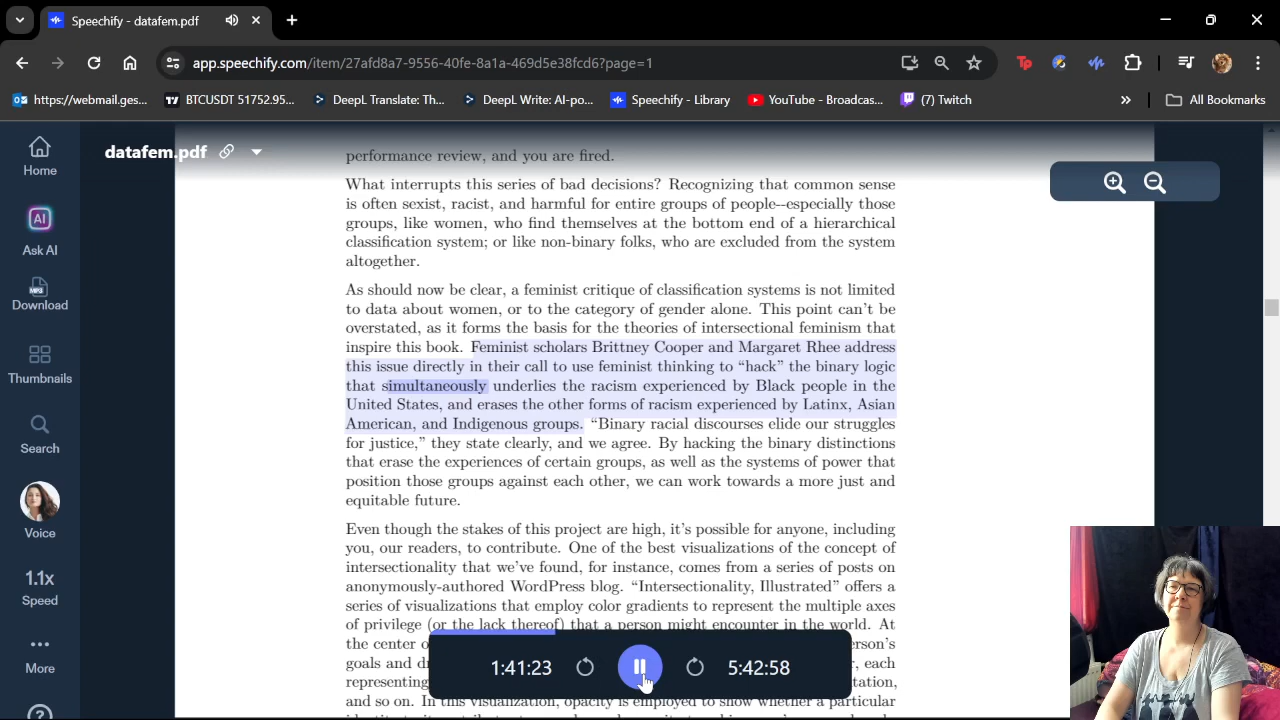 Speechify - datafem.pdf
app.speechify.com/item/27afd8a7-9556-40fe-8a1a-469d5e38fcd6?page=1
https://webmail.ges...
BTCUSDT 51752.95...
DeepL Translate: Th...
DeepL Write: AI-po...
Speechify - Library
YouTube - Broadcas...
(7) Twitch
All Bookmarks
Home
AI
Ask AI
MP3
Download
Thumbnails
Search
Voice
1.1x
Speed
More
datafem.pdf
performance review, and you are fired.
What interrupts this series of bad decisions? Recognizing that common sense
is often sexist, racist, and harmful for entire groups of people--especially those
groups, like women, who find themselves at the bottom end of a hierarchical
classification system; or like non-binary folks, who are excluded from the system
altogether.
As should now be clear, a feminist critique of classification systems is not limited
to data about women, or to the category of gender alone. This point can't be
overstated, as it forms the basis for the theories of intersectional feminism that
inspire this book. Feminist scholars Brittney Cooper and Margaret Rhee address
this issue directly in their call to use feminist thinking to “hack” the binary logic
that simultaneously underlies the racism experienced by Black people in the
United States, and erases the other forms of racism experienced by Latinx, Asian
American, and Indigenous groups. “Binary racial discourses elide our struggles
for justice,” they state clearly, and we agree. By hacking the binary distinctions
that erase the experiences of certain groups, as well as the systems of power that
position those groups against each other, we can work towards a more just and
equitable future.
Even though the stakes of this project are high, it's possible for anyone, including
you, our readers, to contribute. One of the best visualizations of the concept of
intersectionality that we've found, for instance, comes from a series of posts on
anonymously-authored WordPress blog. “Intersectionality, Illustrated” offers a
series of visualizations that employ color gradients to represent the multiple axes
of privilege (or the lack thereof) that a person might encounter in the world. At
the center o
erson's
goals and dr
, each
representing
tation,
and so on. In this visualization, opacity is employed to show whether a particular
1:41:23
5:42:58